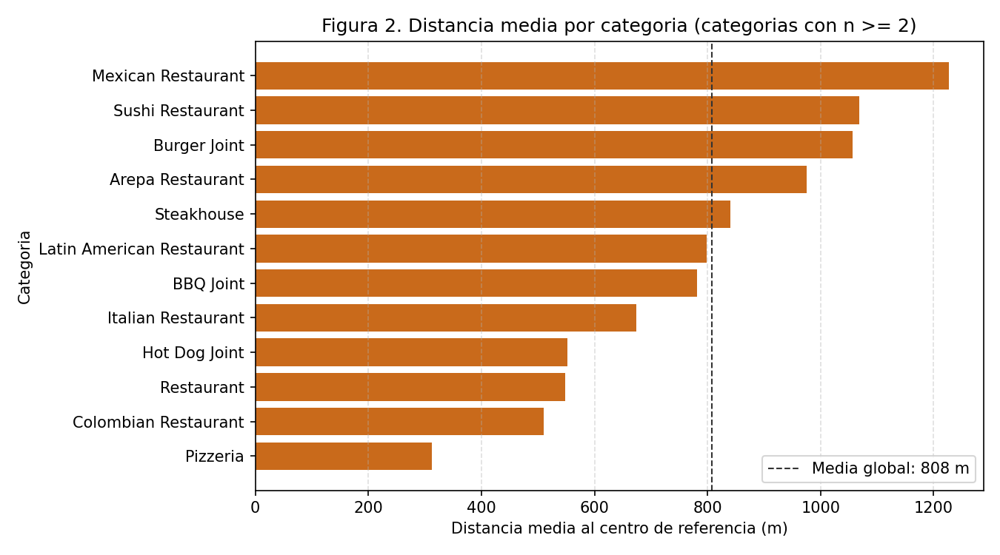 Figura 2. Distancia media por categoria (categorias con n >= 2)
Categoria
Mexican Restaurant
Sushi Restaurant
Burger Joint
Arepa Restaurant
Steakhouse
Latin American Restaurant
BBQ Joint
Italian Restaurant
Hot Dog Joint
Restaurant
Colombian Restaurant
Pizzeria
Media global: 808 m
0 200 400 600 800 1000 1200
Distancia media al centro de referencia (m)